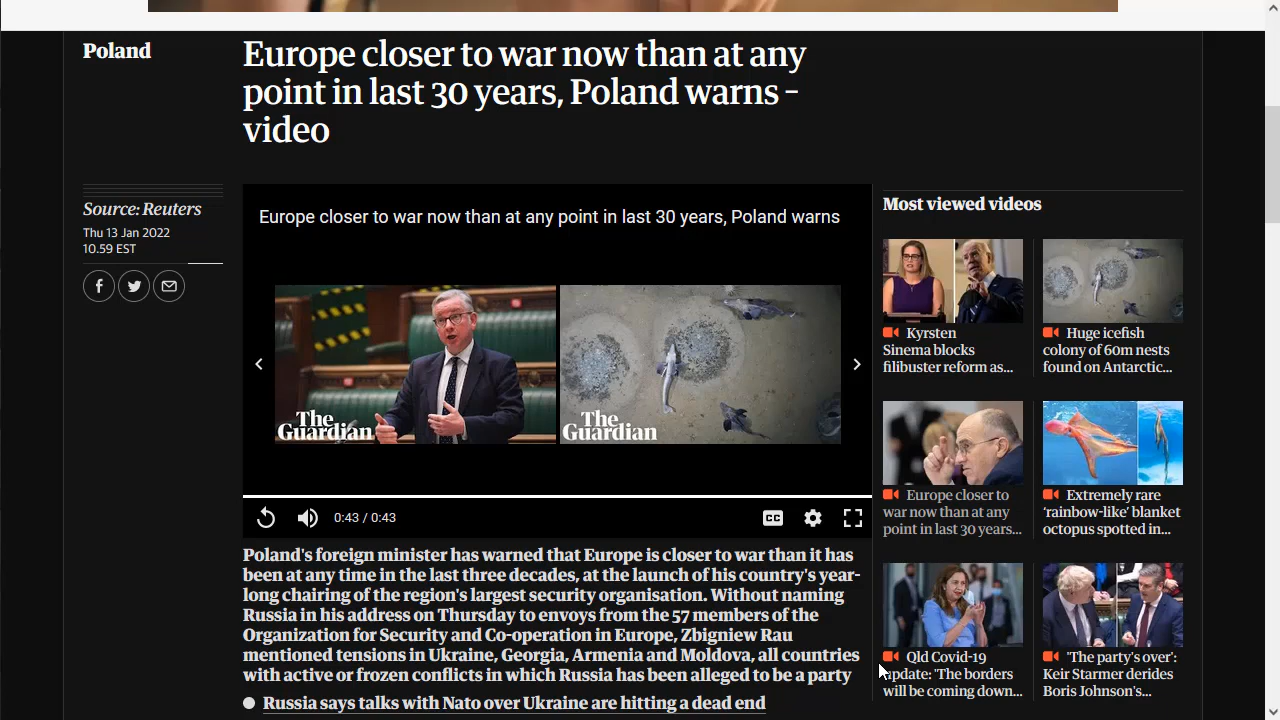 Poland
Europe closer to war now than at any
point in last 30 years, Poland warns –
video
Source: Reuters
Thu 13 Jan 2022
10.59 EST
Europe closer to war now than at any point in last 30 years, Poland warns
The
Guardian
The
Guardian
0:43 / 0:43
CC
Poland's foreign minister has warned that Europe is closer to war than it has
been at any time in the last three decades, at the launch of his country's year-
long chairing of the region's largest security organisation. Without naming
Russia in his address on Thursday to envoys from the 57 members of the
Organization for Security and Co-operation in Europe, Zbigniew Rau
mentioned tensions in Ukraine, Georgia, Armenia and Moldova, all countries
with active or frozen conflicts in which Russia has been alleged to be a party
Russia says talks with Nato over Ukraine are hitting a dead end
Most viewed videos
Kyrsten
Sinema blocks
filibuster reform as...
Huge icefish
colony of 60m nests
found on Antarctic...
Europe closer to
war now than at any
point in last 30 years...
Extremely rare
‘rainbow-like’ blanket
octopus spotted in...
Qld Covid-19
update: 'The borders
will be coming down...
'The party's over':
Keir Starmer derides
Boris Johnson's...